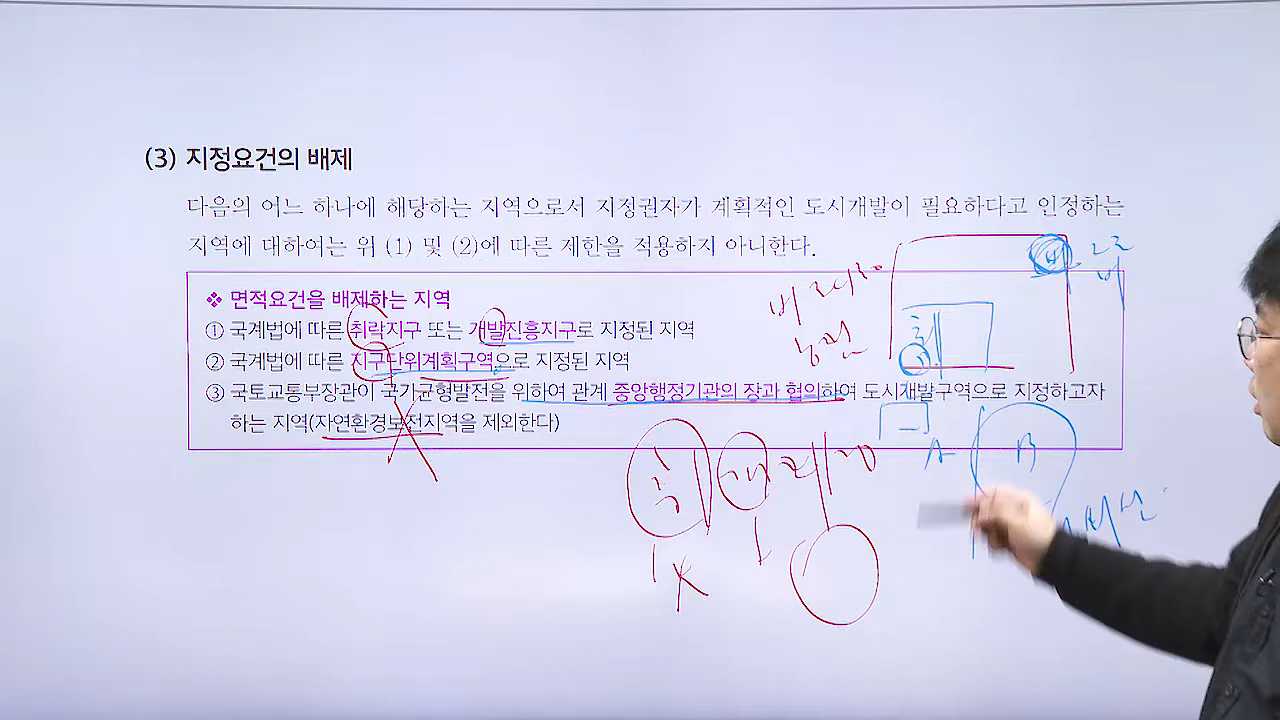 (3) 지정요건의 배제
다음의 어느 하나에 해당하는 지역으로서 지정권자가 계획적인 도시개발이 필요하다고 인정하는
지역에 대하여는 위 (1) 및 (2)에 따른 제한을 적용하지 아니한다.
❖ 면적요건을 배제하는 지역
① 국계법에 따른 취락지구 또는 개발진흥지구로 지정된 지역
② 국계법에 따른 지구단위계획구역으로 지정된 지역
③ 국토교통부장관이 국가균형발전을 위하여 관계 중앙행정기관의 장과 협의하여 도시개발구역으로 지정하고자
하는 지역(자연환경보전지역을 제외한다)
A
B